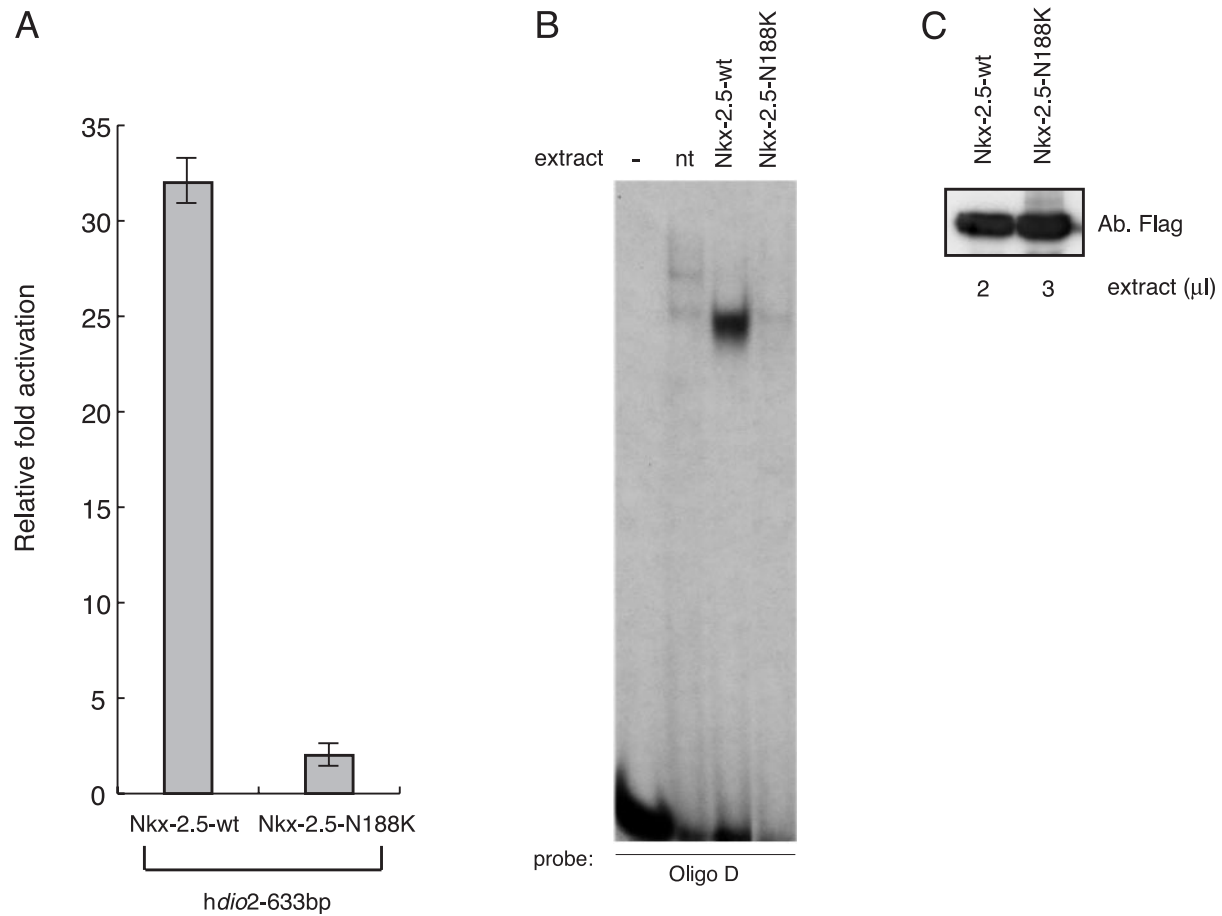 A
Relative fold activation
35
30
25
20
15
10
5
0
Nkx-2.5-wt Nkx-2.5-N188K
hdio2-633bp
B
extract - nt Nkx-2.5-wt Nkx-2.5-N188K
probe: Oligo D
C
Nkx-2.5-wt Nkx-2.5-N188K
Ab. Flag
2 3 extract (μl)